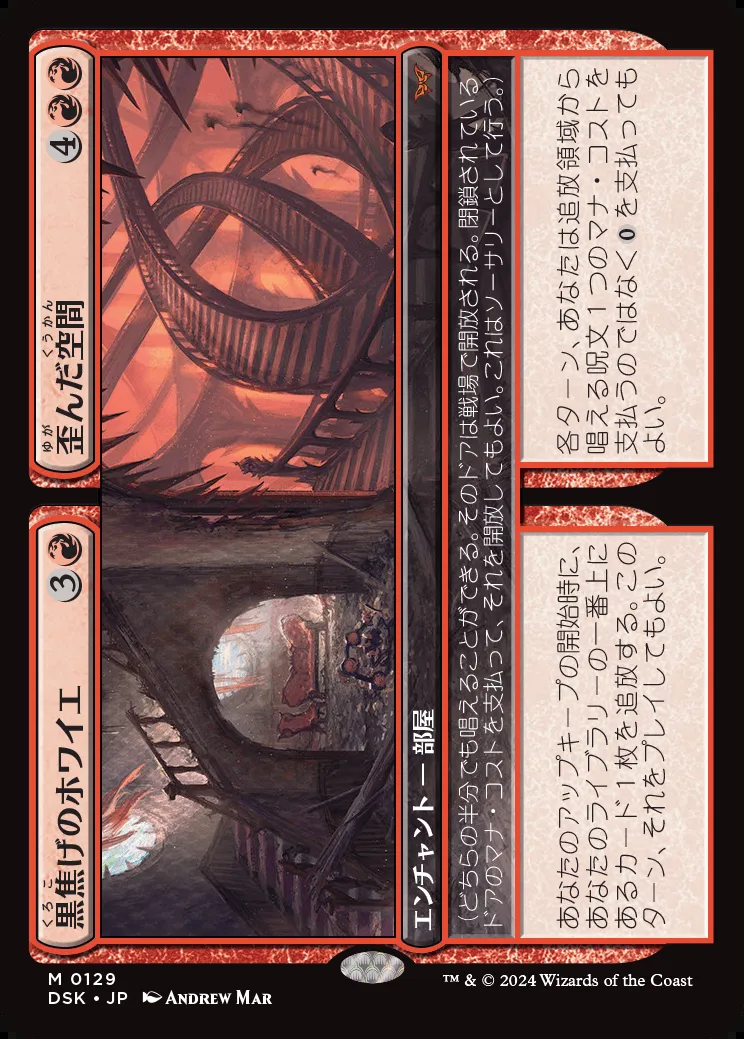 黒焦げのホワイエ
くろこ
3
歪んだ空間
ゆがくうかん
4
エンチャント — 部屋
(どちらの半分でも唱えることができる。そのドアは戦場で開放される。閉鎖されている
ドアのマナ・コストを支払って、それを開放してもよい。これはソーサリーとして行う。)
あなたのアップキープの開始時に、
あなたのライブラリーの一番上に
あるカード1枚を追放する。この
ターン、それをプレイしてもよい。
各ターン、あなたは追放領域から
唱える呪文1つのマナ・コストを
支払うのではなく0を支払っても
よい。
M 0129
DSK • JP Andrew Mar
™ & © 2024 Wizards of the Coast